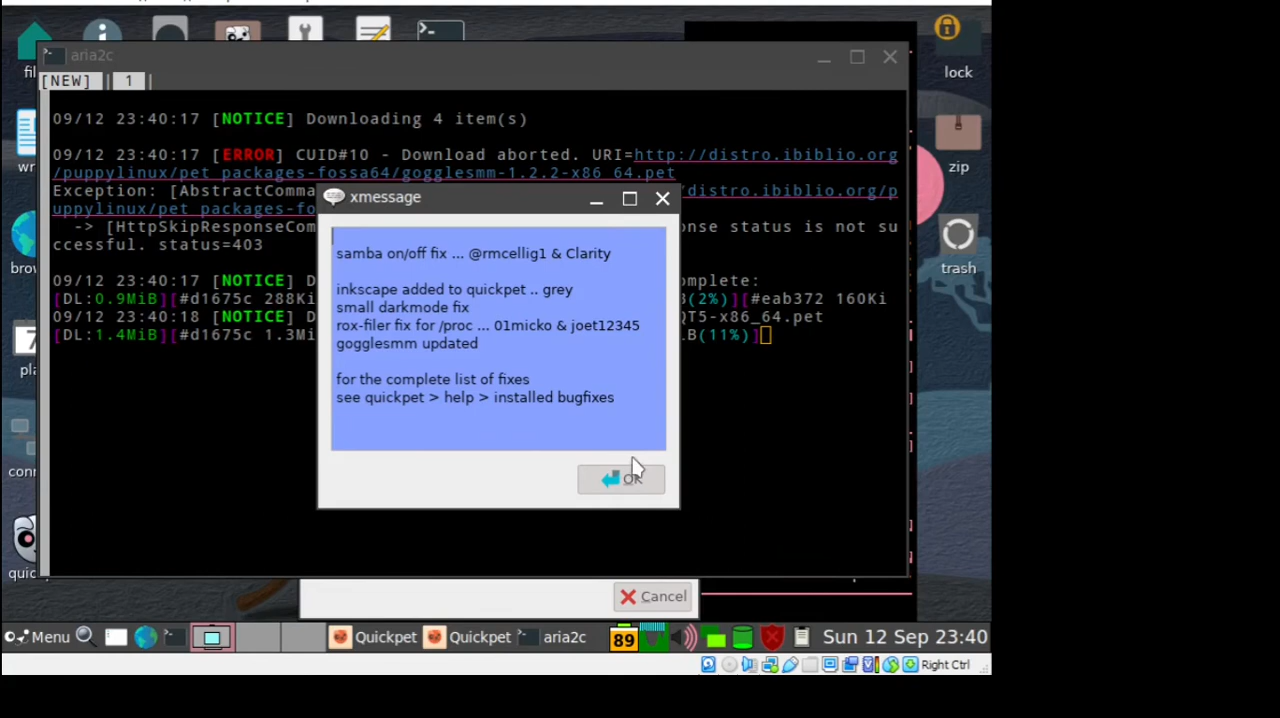 fil
lock
aria2c
[NEW] | 1 |
09/12 23:40:17 [NOTICE] Downloading 4 item(s)
09/12 23:40:17 [ERROR] CUID#10 - Download aborted. URI=http://distro.ibiblio.org
/puppylinux/pet_packages-fossa64/gogglesmm-1.2.2-x86_64.pet
Exception: [AbstractComma /distro.ibiblio.org/p
uppylinux/pet_packages-fo
-> [HttpSkipResponseCom onse status is not su
ccessful. status=403
09/12 23:40:17 [NOTICE] D omplete:
[DL:0.9MiB][#d1675c 288Ki B(2%)][#eab372 160Ki
09/12 23:40:18 [NOTICE] D QT5-x86_64.pet
[DL:1.4MiB][#d1675c 1.3Mi B(11%)]
xmessage
samba on/off fix ... @rmcellig1 & Clarity
inkscape added to quickpet .. grey
small darkmode fix
rox-filer fix for /proc ... 01micko & joet12345
gogglesmm updated
for the complete list of fixes
see quickpet > help > installed bugfixes
OK
wr
zip
brow
trash
7
pla
conn
quic
Cancel
Menu Quickpet Quickpet aria2c 89 Sun 12 Sep 23:40
Right Ctrl